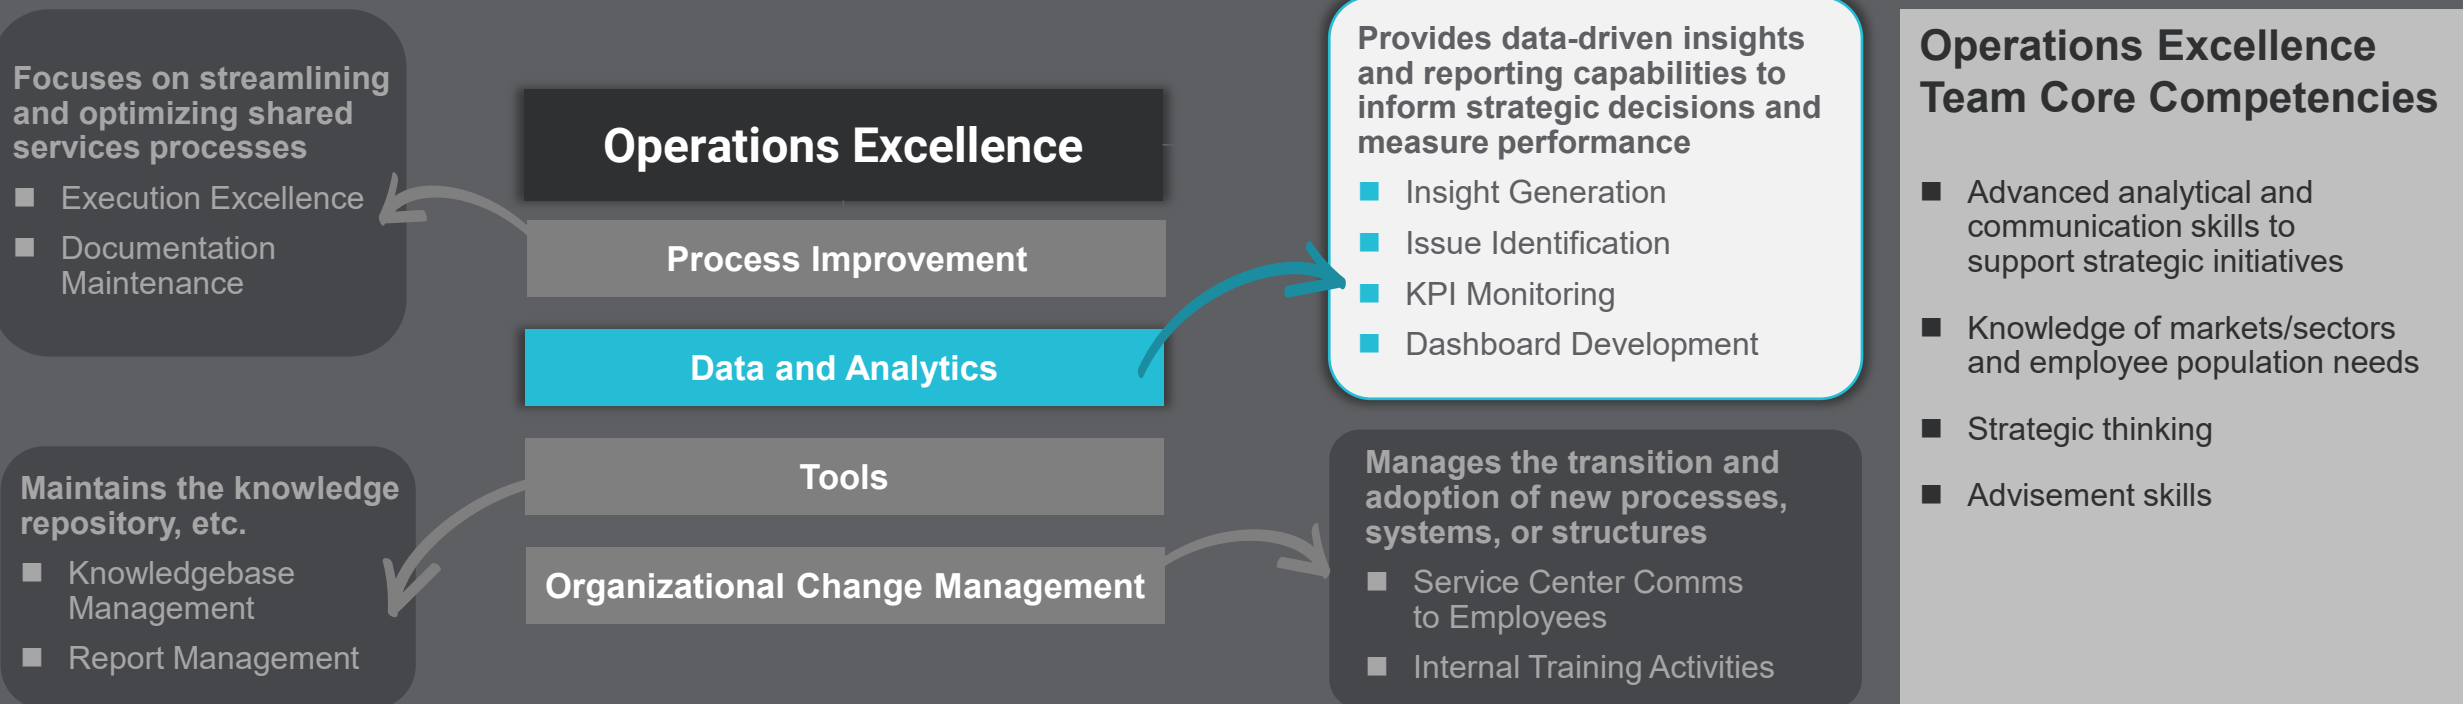 Focuses on streamlining
and optimizing shared
services processes
Execution Excellence
Documentation
Maintenance
Maintains the knowledge
repository, etc.
Knowledgebase
Management
Report Management
Operations Excellence
Process Improvement
Data and Analytics
Tools
Organizational Change Management
Provides data-driven insights
and reporting capabilities to
inform strategic decisions and
measure performance
Insight Generation
Issue Identification
KPI Monitoring
Dashboard Development
Manages the transition and
adoption of new processes,
systems, or structures
Service Center Comms
to Employees
Internal Training Activities
Operations Excellence
Team Core Competencies
Advanced analytical and
communication skills to
support strategic initiatives
Knowledge of markets/sectors
and employee population needs
Strategic thinking
Advisement skills